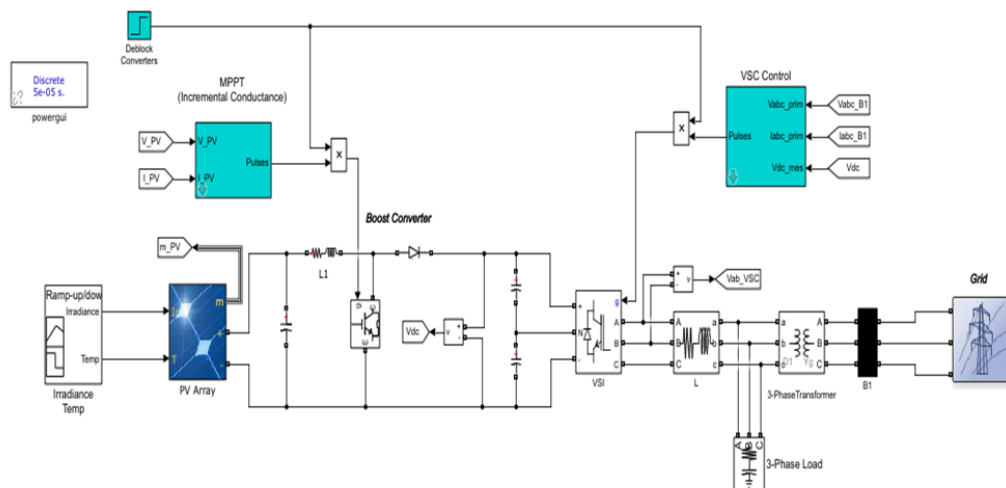 Deblock
Converters
Discrete
5e-05 s.
powergui
MPPT
(Incremental Conductance)
V_PV
V_PV
Pulses
I_PV
I_PV
x
VSC Control
Vabc_prim
Vabc_B1
Pulses
Iabc_prim
Iabc_B1
Vdc_mes
Vdc
x
Boost Converter
m_PV
L1
Ramp-up/dow
Irradiance
Temp
Irradiance
Temp
m
+
-
T
PV Array
g
C
E
Vdc
+
v
-
+
N
-
g
A
B
C
VSI
+
v
-
Vab_VSC
A
B
C
a
b
c
L
a
b
c
A
B
C
D1
Yg
3-PhaseTransformer
B1
Grid
A
B
C
3-Phase Load